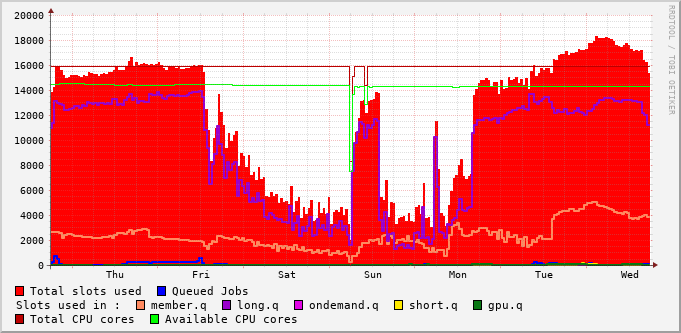 RRDTOOL / TOBI OETIKER
20000
18000
16000
14000
12000
10000
8000
6000
4000
2000
0
Thu Fri Sat Sun Mon Tue Wed
Total slots used Queued Jobs
Slots used in : member.q long.q ondemand.q short.q gpu.q
Total CPU cores Available CPU cores